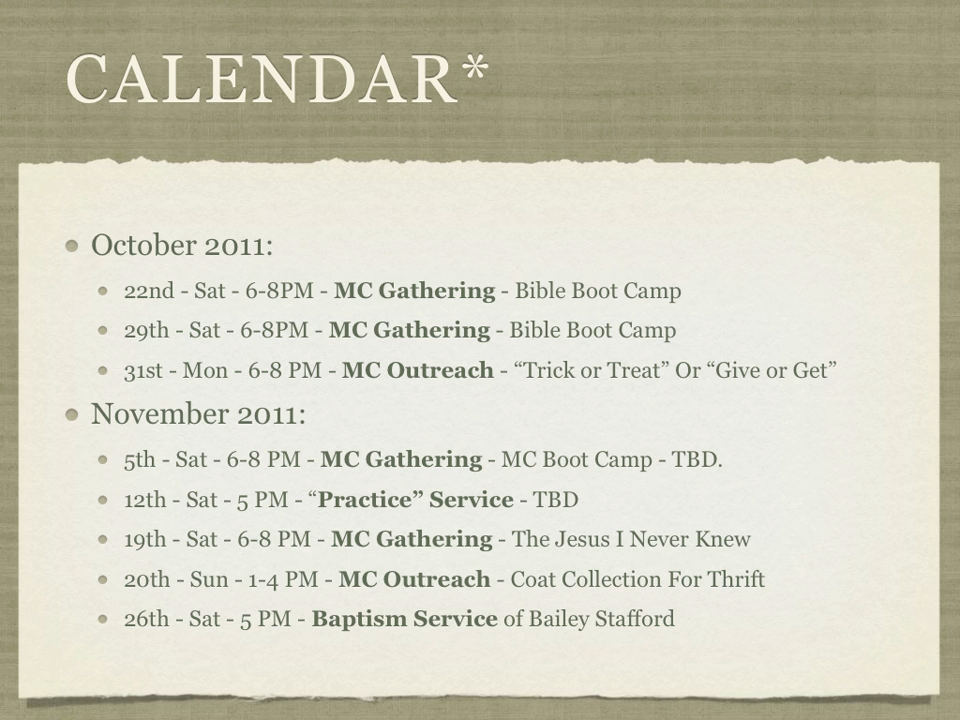 CALENDAR*
October 2011:
22nd - Sat - 6-8PM - MC Gathering - Bible Boot Camp
29th - Sat - 6-8PM - MC Gathering - Bible Boot Camp
31st - Mon - 6-8 PM - MC Outreach - “Trick or Treat” Or “Give or Get”
November 2011:
5th - Sat - 6-8 PM - MC Gathering - MC Boot Camp - TBD.
12th - Sat - 5 PM - “Practice” Service - TBD
19th - Sat - 6-8 PM - MC Gathering - The Jesus I Never Knew
20th - Sun - 1-4 PM - MC Outreach - Coat Collection For Thrift
26th - Sat - 5 PM - Baptism Service of Bailey Stafford